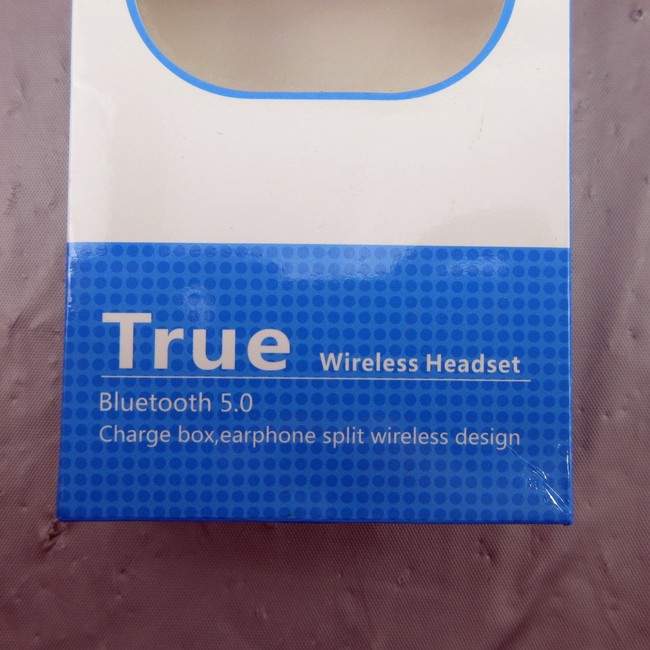 True Wireless Headset
Bluetooth 5.0
Charge box,earphone split wireless design